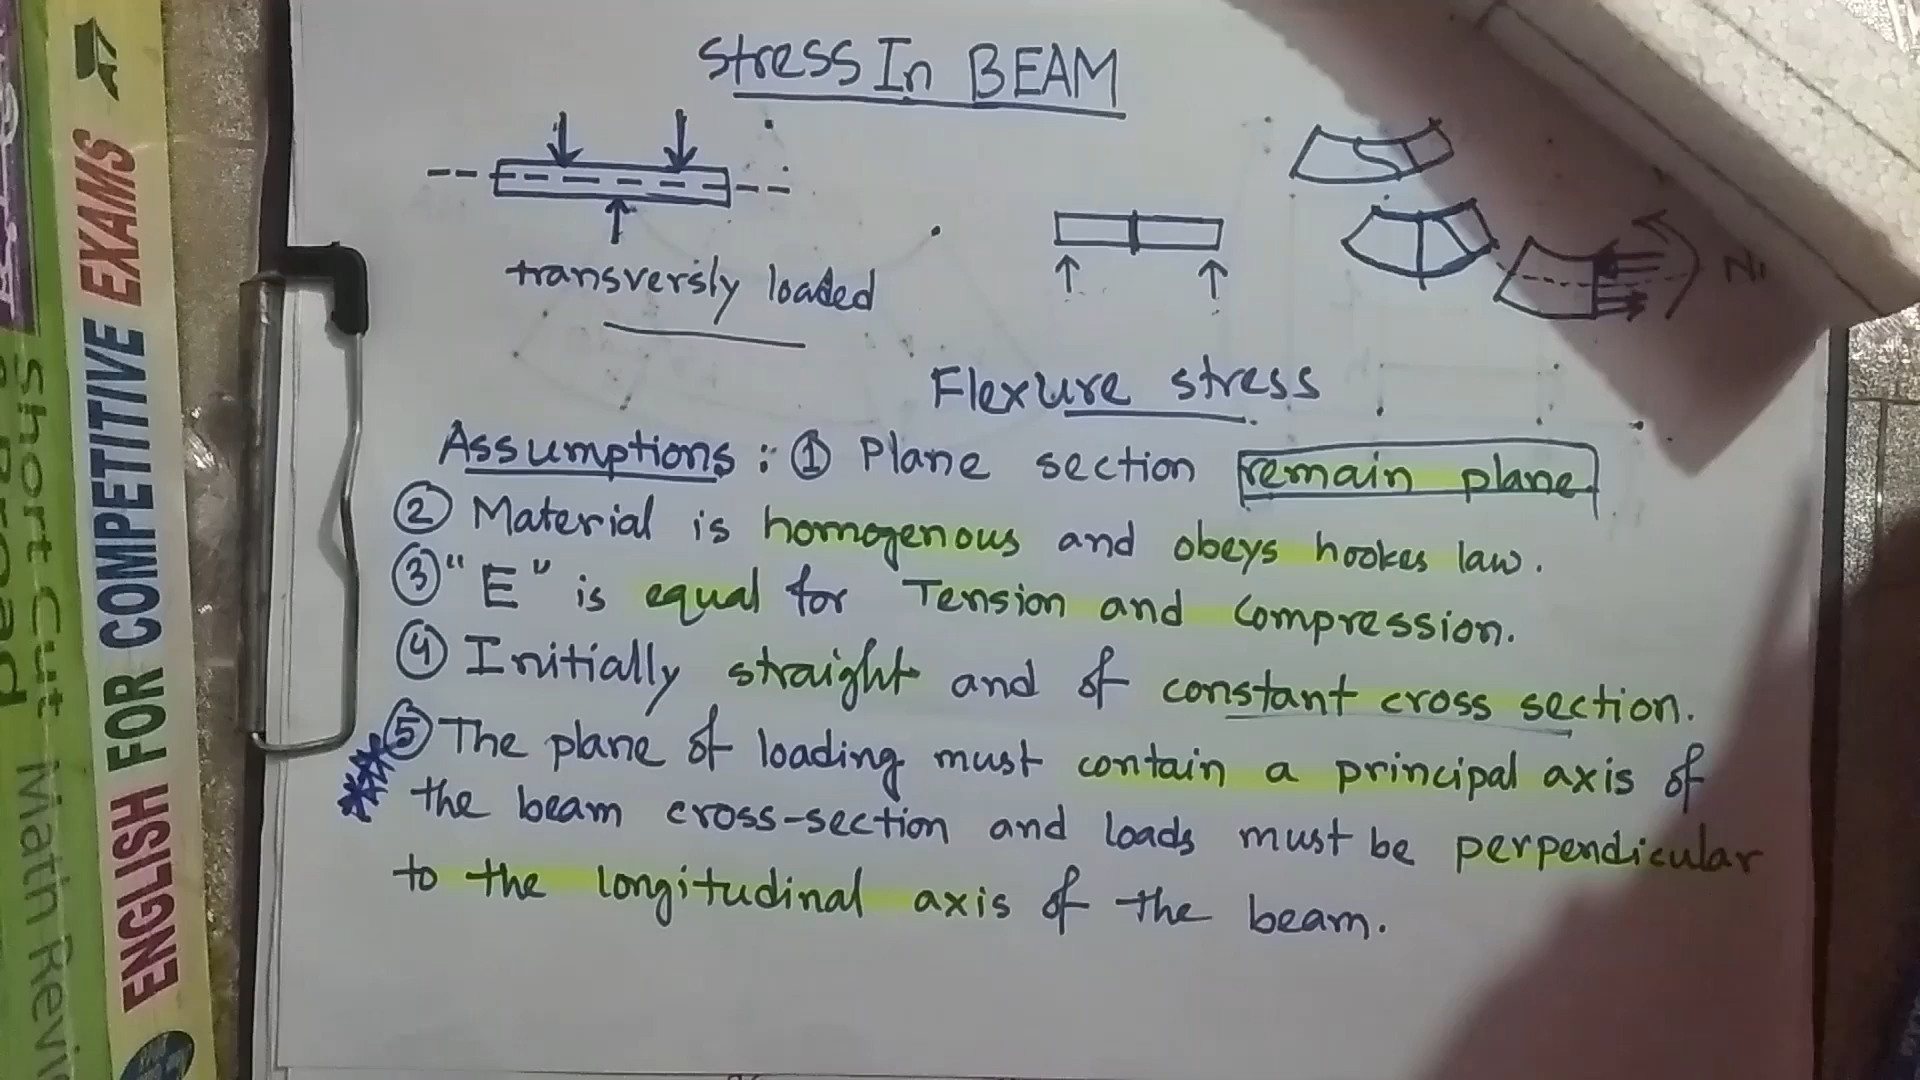 Stress In BEAM
transversly loaded
Flexure stress
Assumptions : ① Plane section remain plane.
② Material is homogenous and obeys hookes law.
③ "E" is equal for Tension and Compression.
④ Initially straight and of constant cross section.
⑤ The plane of loading must contain a principal axis of
the beam cross-section and loads must be perpendicular
to the longitudinal axis of the beam.
ENGLISH FOR COMPETITIVE EXAMS
Short Cut Math